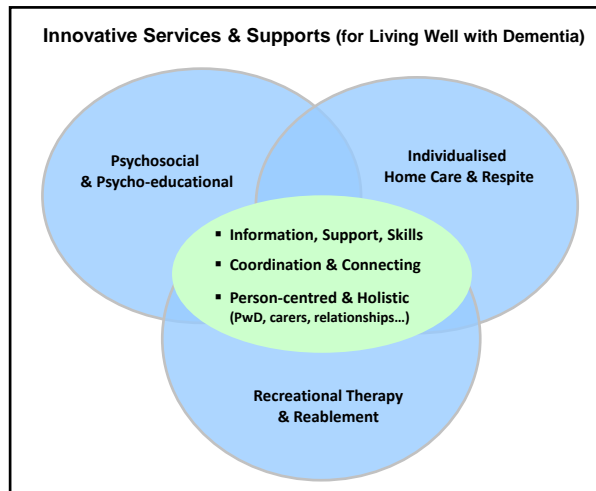 Innovative Services & Supports (for Living Well with Dementia)
Psychosocial
& Psycho-educational
Individualised
Home Care & Respite
▪ Information, Support, Skills
▪ Coordination & Connecting
▪ Person-centred & Holistic
(PwD, carers, relationships...)
Recreational Therapy
& Reablement